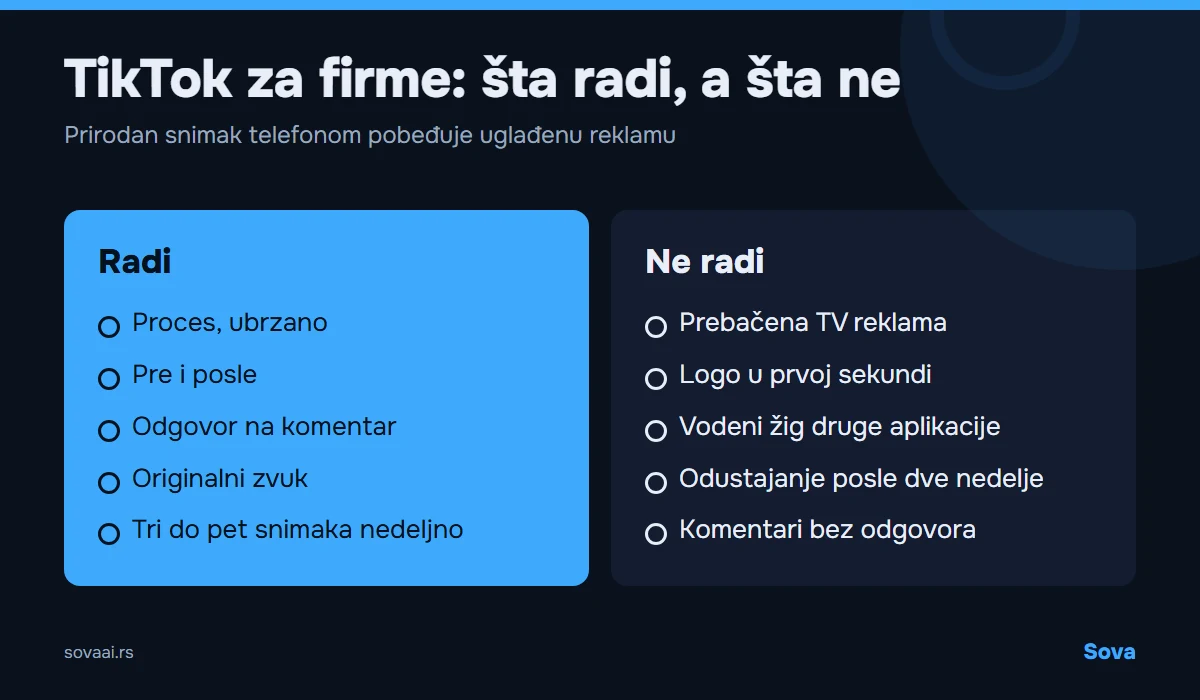 TikTok za firme: šta radi, a šta ne
Prirodan snimak telefonom pobeđuje uglađenu reklamu
Radi
Proces, ubrzano
Pre i posle
Odgovor na komentar
Originalni zvuk
Tri do pet snimaka nedeljno
Ne radi
Prebačena TV reklama
Logo u prvoj sekundi
Vodeni žig druge aplikacije
Odustajanje posle dve nedelje
Komentari bez odgovora
sovaai.rs
Sova